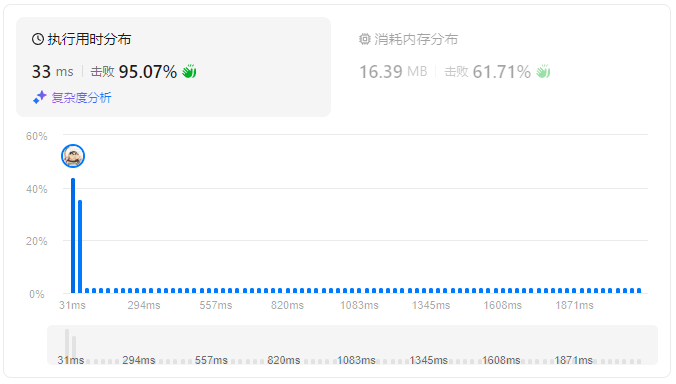 执行用时分布
33 ms 击败 95.07%
复杂度分析
消耗内存分布
16.39 MB 击败 61.71%
60%
40%
20%
0%
31ms 294ms 557ms 820ms 1083ms 1345ms 1608ms 1871ms
31ms 294ms 557ms 820ms 1083ms 1345ms 1608ms 1871ms